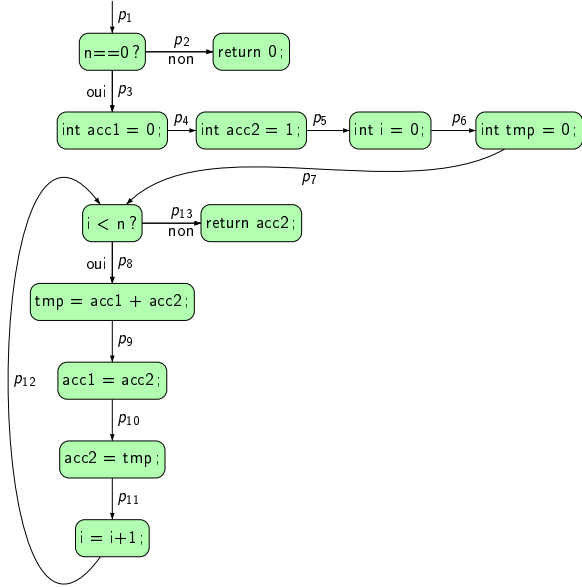 p1
n==0 ?
p2
non
return 0 ;
oui
p3
int acc1 = 0;
p4
int acc2 = 1;
p5
int i = 0;
p6
int tmp = 0;
p7
i < n ?
p13
non
return acc2;
oui
p8
tmp = acc1 + acc2;
p9
p12
acc1 = acc2;
p10
acc2 = tmp ;
p11
i = i+1 ;